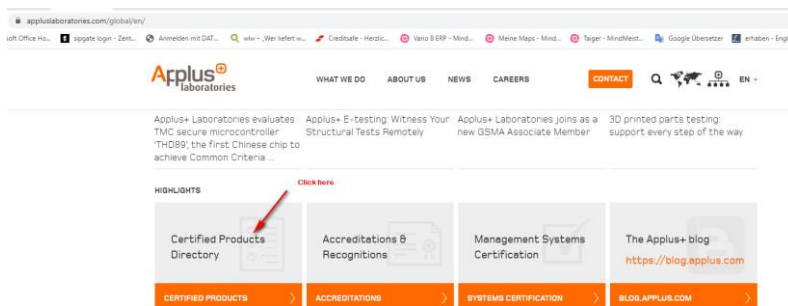 appluslaboratories.com/global/en/
soft Office Ho... sipgate login - Zent... Anmelden mit DAT... wlw – „Wer liefert w... Creditsafe - Herzlic... Vario 8 ERP - Mind... Meine Maps - Mind... Taiger - MindMeist... Google Übersetzer erhaben - Engl
Applus⊕ laboratories
WHAT WE DO ABOUT US NEWS CAREERS CONTACT EN
Applus+ Laboratories evaluates
TMC secure microcontroller
'THD89', the first Chinese chip to
achieve Common Criteria ...
Applus+ E-testing: Witness Your
Structural Tests Remotely
Applus+ Laboratories joins as a
new GSMA Associate Member
3D printed parts testing:
support every step of the way
HIGHLIGHTS
Click here
Certified Products
Directory
Accreditations &
Recognitions
Management Systems
Certification
The Applus+ blog
https://blog.applus.com
CERTIFIED PRODUCTS
ACCREDITATIONS
SYSTEMS CERTIFICATION
BLOG.APPLUS.COM